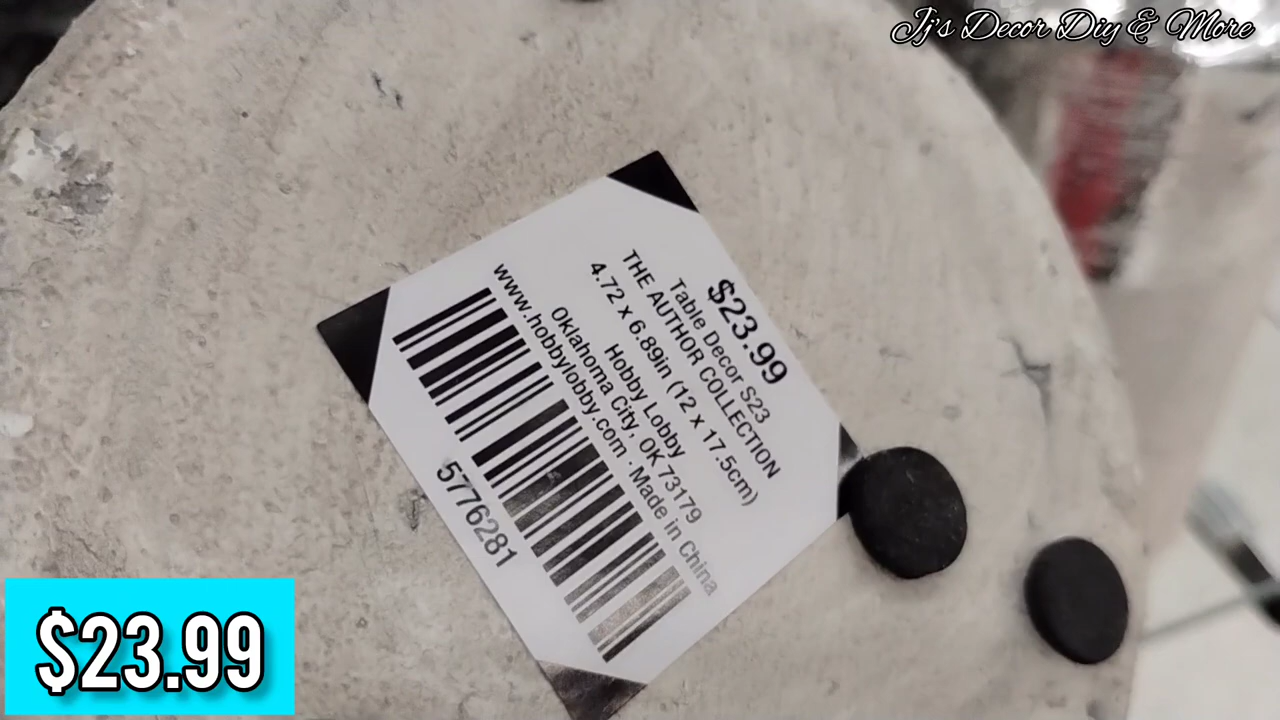 Jj's Decor Diy & More
$23.99
Table Decor S23
THE AUTHOR COLLECTION
4.72 x 6.89in (12 x 17.5cm)
Hobby Lobby
Oklahoma City, OK 73179
www.hobbylobby.com · Made in China
5776281
$23.99